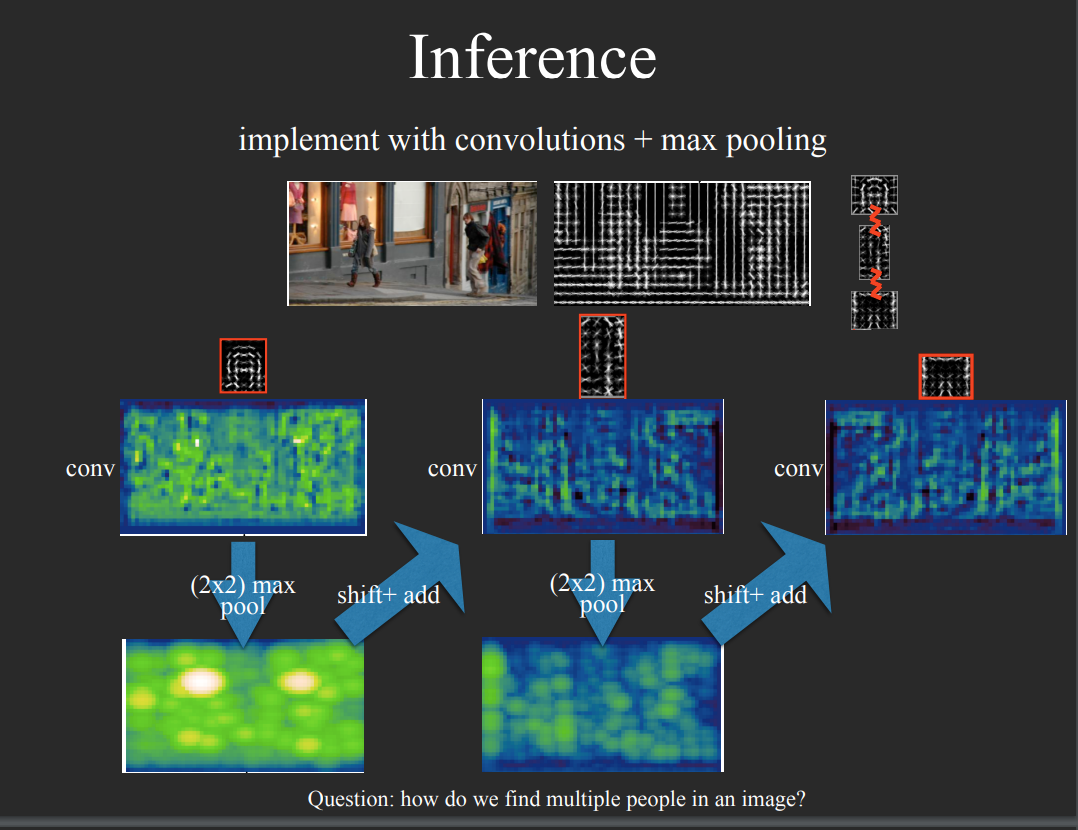 Inference
implement with convolutions + max pooling
conv
conv
conv
(2x2) max
pool
shift+ add
(2x2) max
pool
shift+ add
Question: how do we find multiple people in an image?